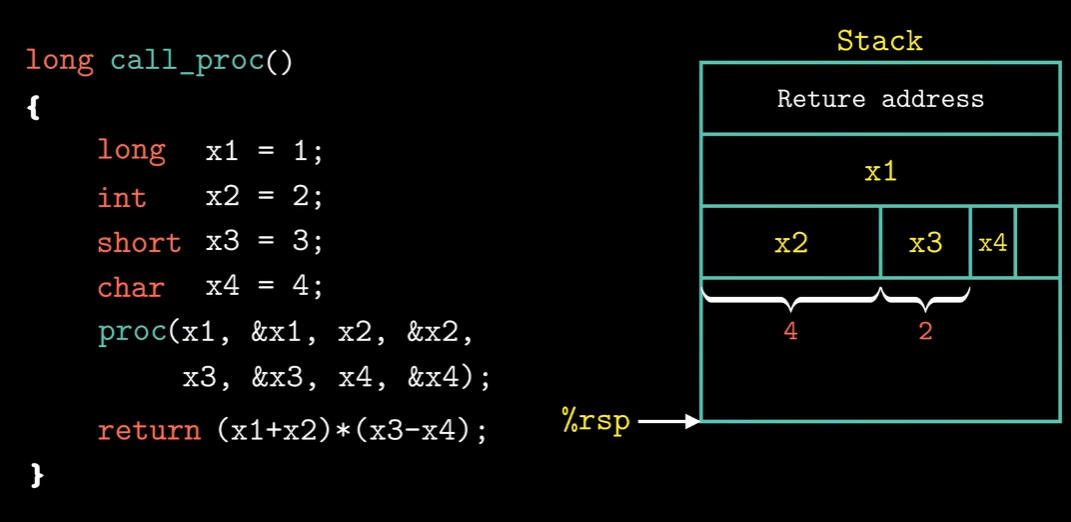 long call_proc()
{
long x1 = 1;
int x2 = 2;
short x3 = 3;
char x4 = 4;
proc(x1, &x1, x2, &x2,
x3, &x3, x4, &x4);
return (x1+x2)*(x3-x4);
}
Stack
Reture address
x1
x2 x3 x4
4 2
%rsp